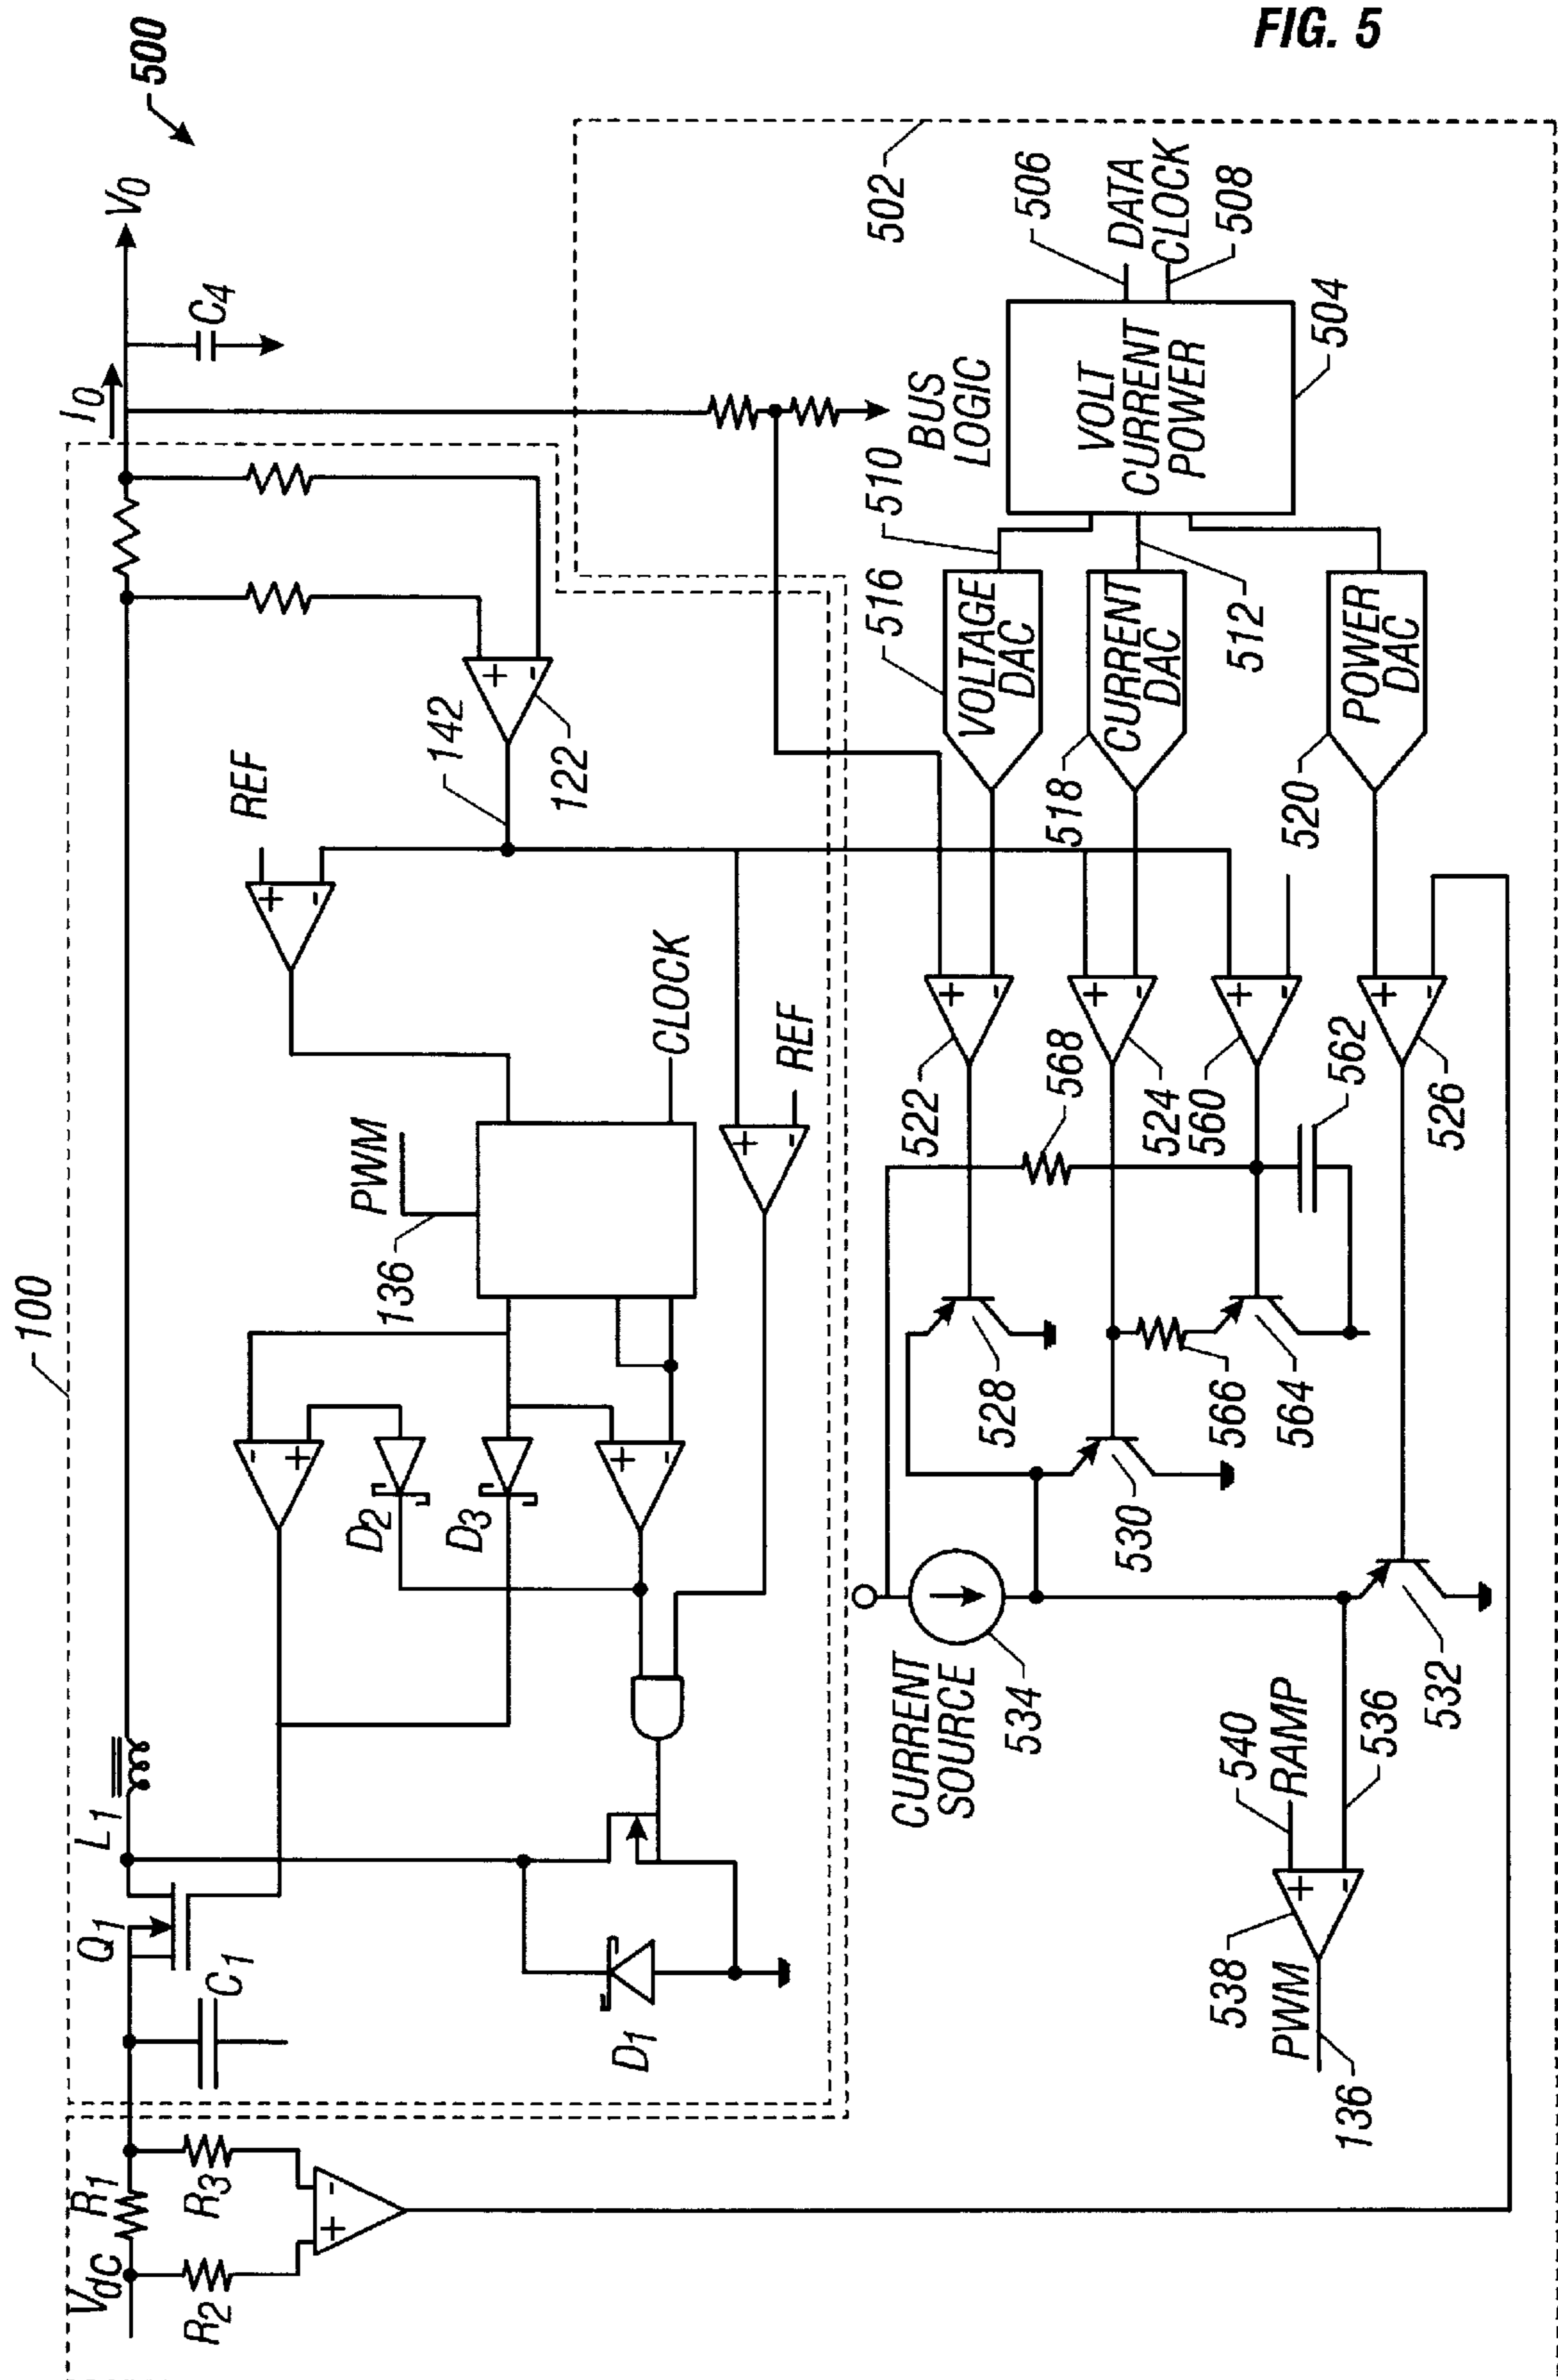 FIG. 5
500
100
V0
I0
C4
L1
Q1
C1
R1
VdC
R3
R2
+
-
142
122
+
-
REF
+
-
CLOCK
PWM
136
REF
+
-
-
+
D2
D3
+
-
D1
502
506
DATA
CLOCK
508
BUS
LOGIC
VOLT
CURRENT
POWER
504
510
512
516
VOLTAGE
DAC
518
CURRENT
DAC
520
POWER
DAC
522
+
-
524
+
-
560
+
-
526
+
-
568
562
528
530
566
564
532
CURRENT
SOURCE
534
540
RAMP
536
538
+
-
PWM
136